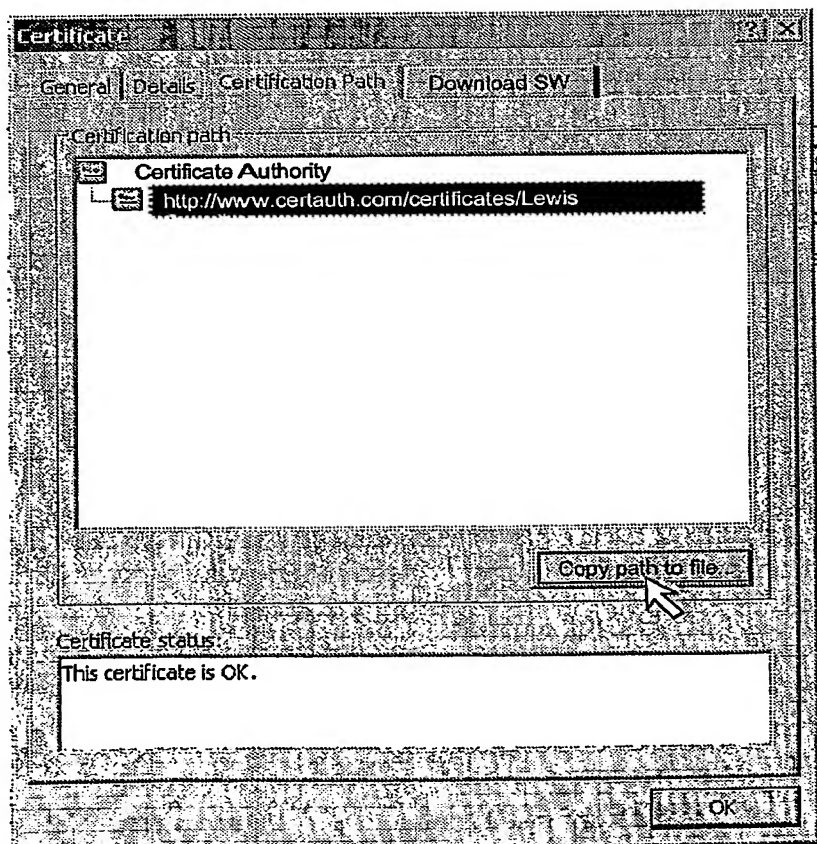 Certificate
General Details Certification Path Download SW
Certification path
Certificate Authority
http://www.certauth.com/certificates/Lewis
Copy path to file...
Certificate status:
This certificate is OK.
OK